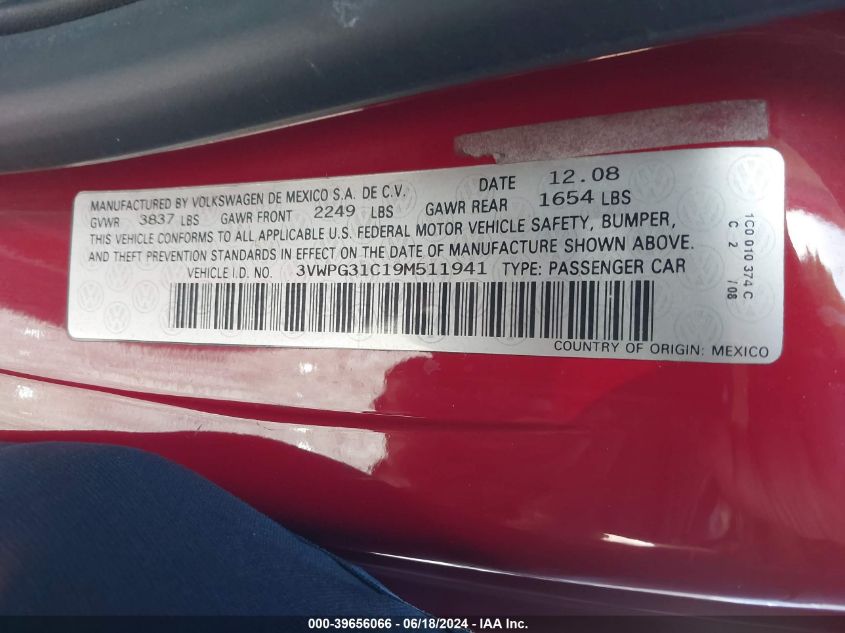 MANUFACTURED BY VOLKSWAGEN DE MEXICO S.A. DE C.V. DATE 12.08
GVWR 3837 LBS GAWR FRONT 2249 LBS GAWR REAR 1654 LBS
THIS VEHICLE CONFORMS TO ALL APPLICABLE U.S. FEDERAL MOTOR VEHICLE SAFETY, BUMPER,
AND THEFT PREVENTION STANDARDS IN EFFECT ON THE DATE OF MANUFACTURE SHOWN ABOVE.
VEHICLE I.D. NO. 3VWPG31C19M511941 TYPE: PASSENGER CAR
COUNTRY OF ORIGIN: MEXICO
1C0 010 374 C
C 2 / 08
000-39656066 - 06/18/2024 - IAA Inc.